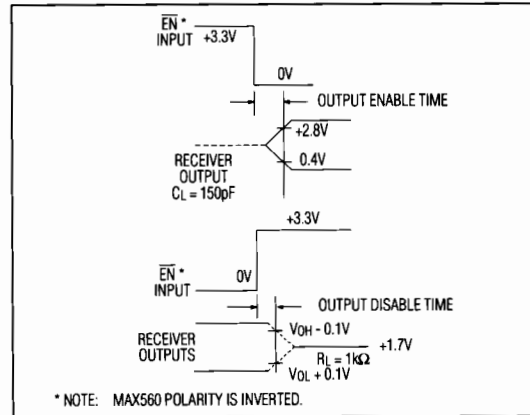 EN *
INPUT
+3.3V
0V
OUTPUT ENABLE TIME
+2.8V
0.4V
RECEIVER
OUTPUT
CL = 150pF
+3.3V
EN *
INPUT
0V
OUTPUT DISABLE TIME
RECEIVER
OUTPUTS
VOH - 0.1V
+1.7V
RL = 1kΩ
VOL + 0.1V
* NOTE: MAX560 POLARITY IS INVERTED.